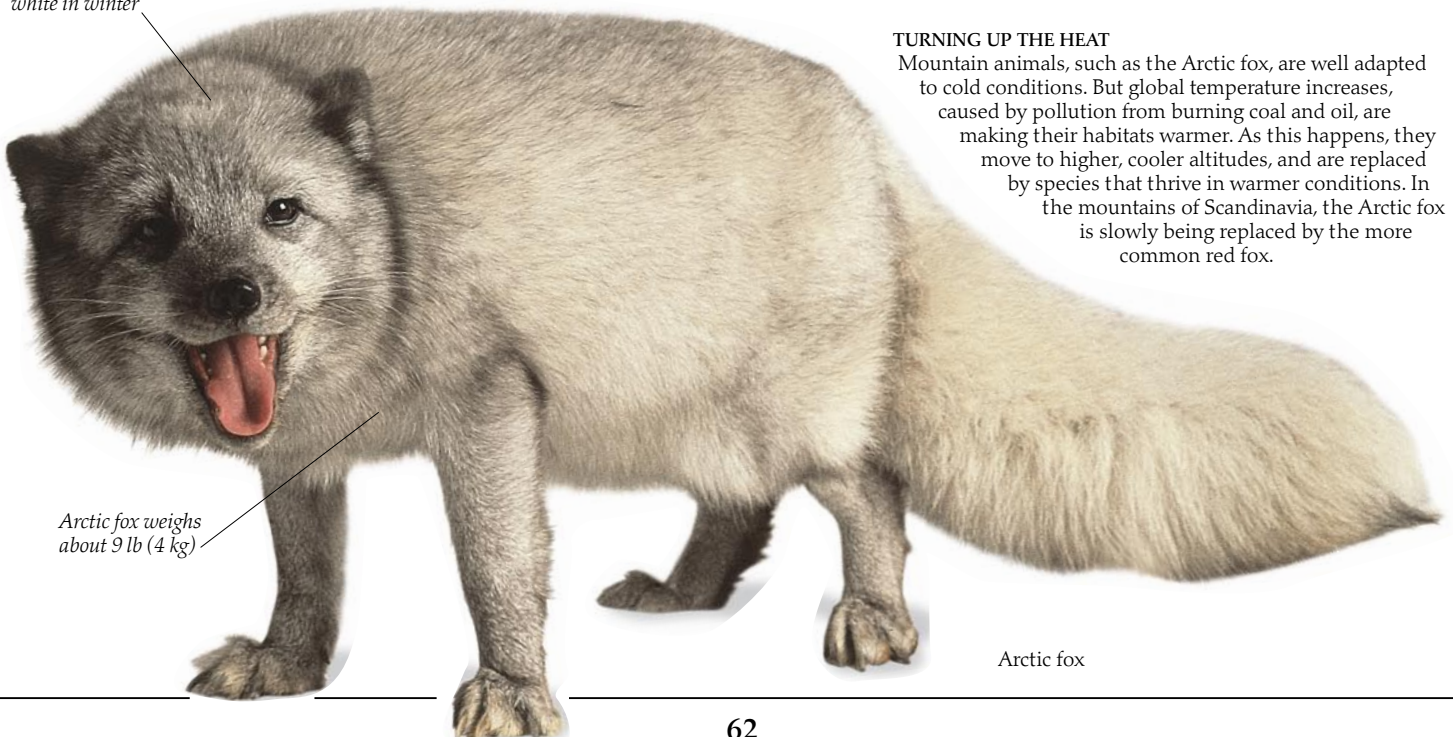 white in winter
TURNING UP THE HEAT
Mountain animals, such as the Arctic fox, are well adapted
to cold conditions. But global temperature increases,
caused by pollution from burning coal and oil, are
making their habitats warmer. As this happens, they
move to higher, cooler altitudes, and are replaced
by species that thrive in warmer conditions. In
the mountains of Scandinavia, the Arctic fox
is slowly being replaced by the more
common red fox.
Arctic fox weighs
about 9 lb (4 kg)
Arctic fox
62